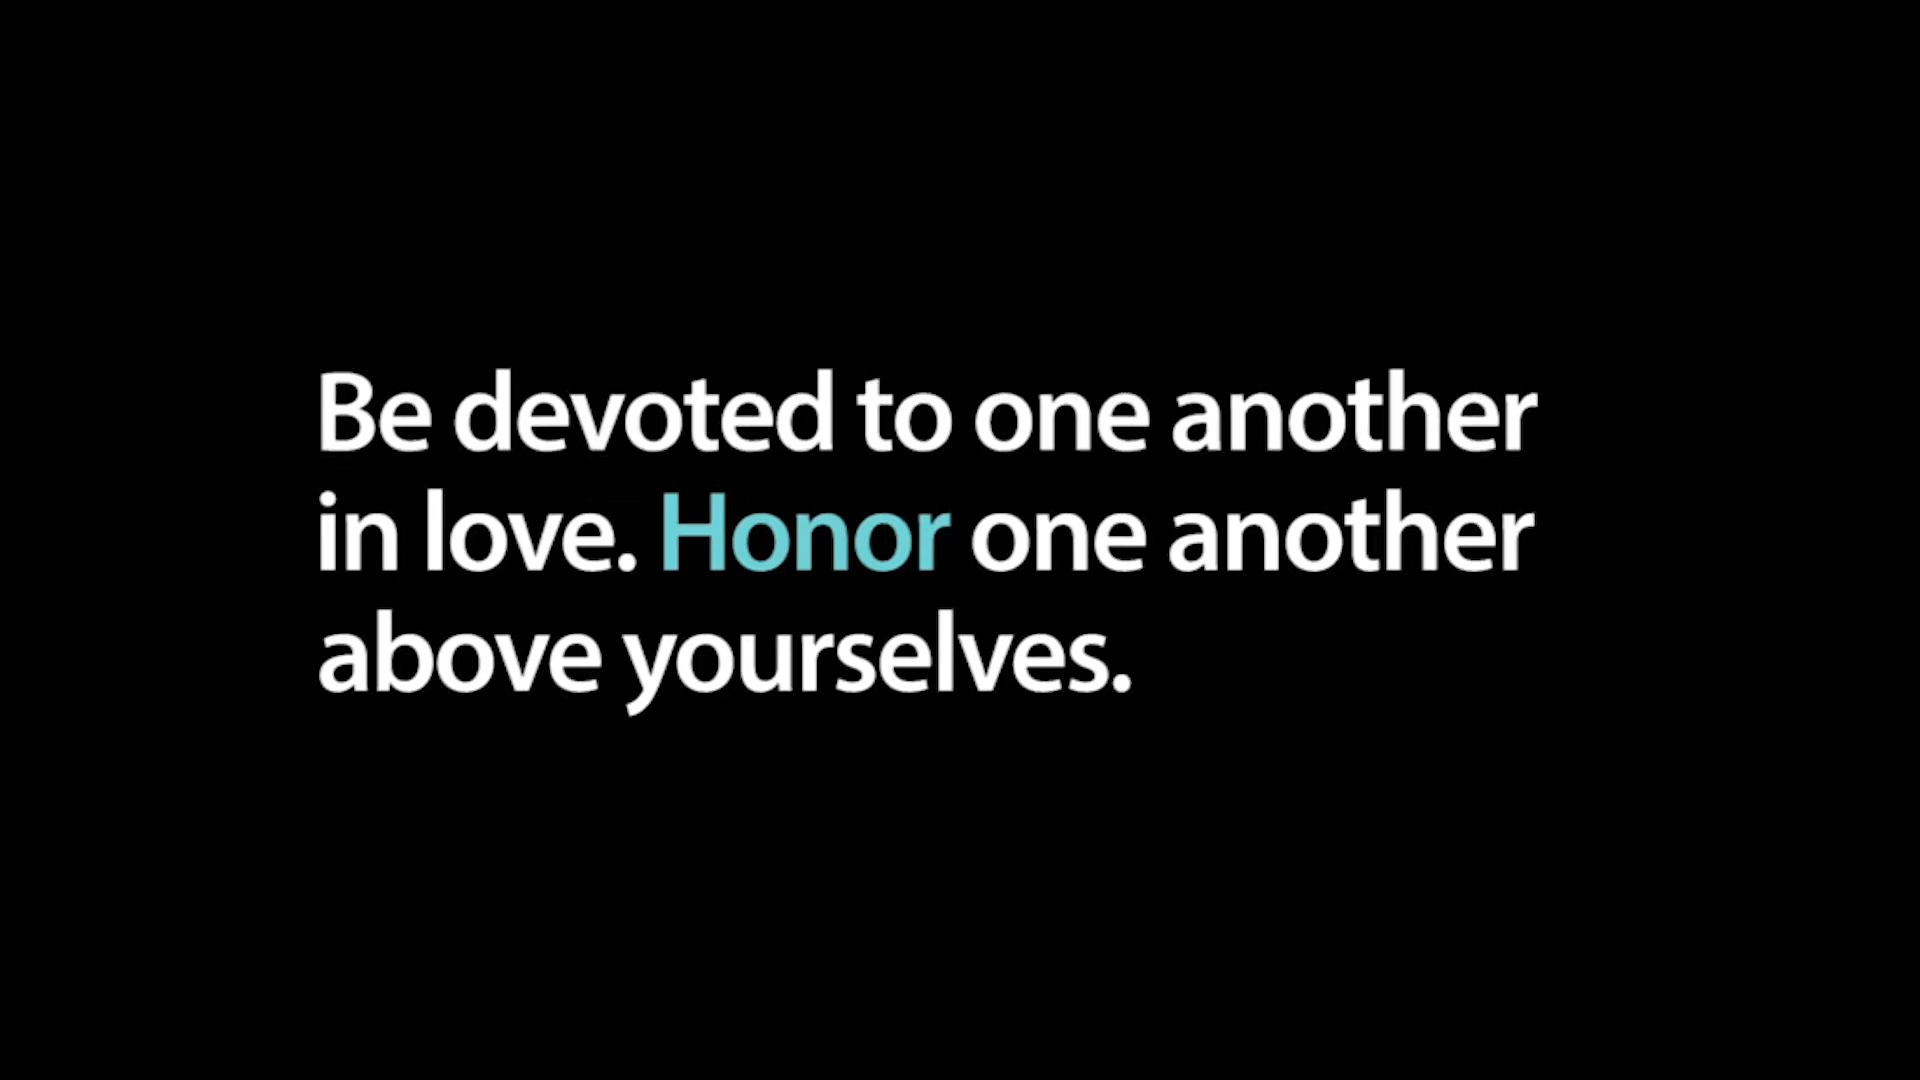 Be devoted to one another
in love. Honor one another
above yourselves.